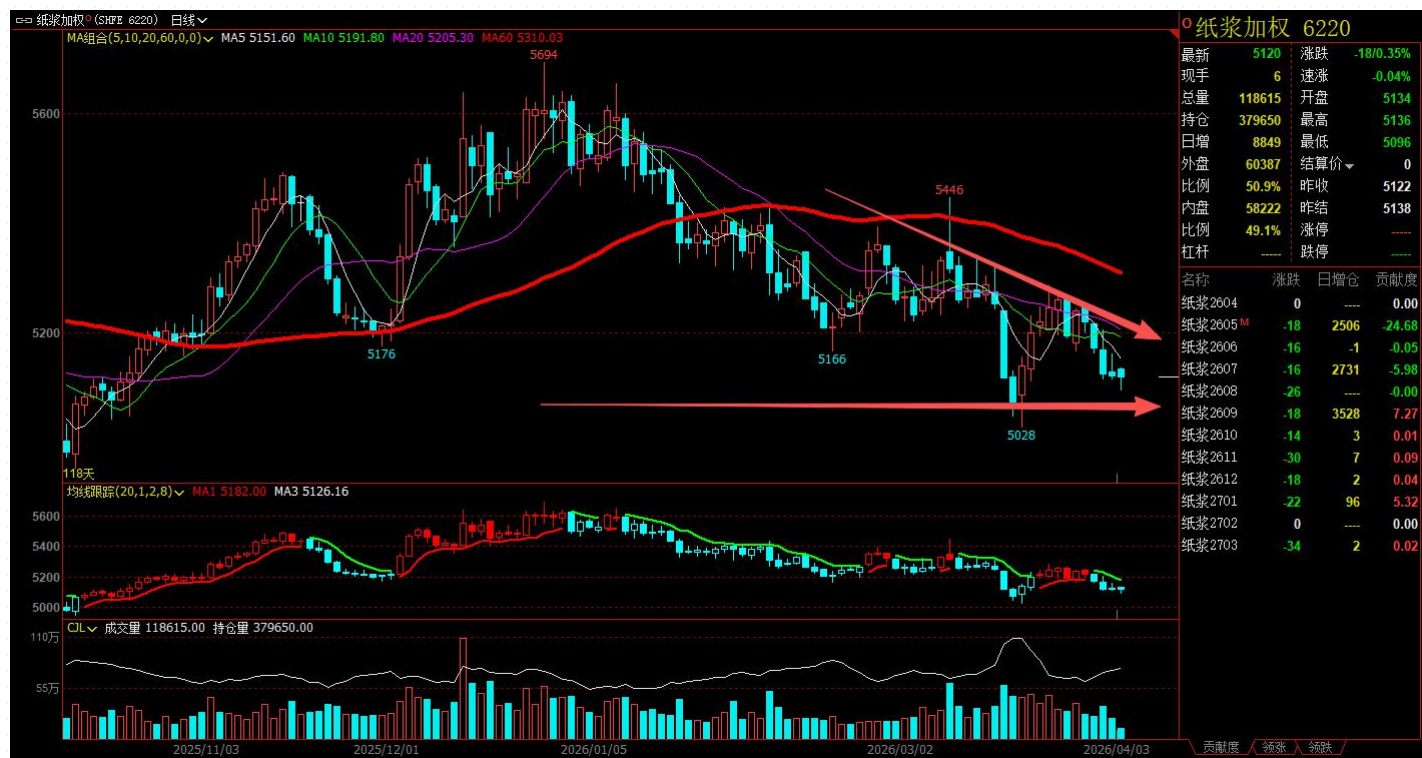 纸浆加权 (SHFE 6220) 日线
MA组合(5,10,20,60,0,0) MA5 5151.60 MA10 5191.80 MA20 5205.30 MA60 5310.03
5694
5600
5446
5200
5176
5166
5028
118天
均线跟踪(20,1,2,8) MA1 5182.00 MA3 5126.16
5600
5400
5200
5000
CJL 成交量 118615.00 持仓量 379650.00
110万
55万
2025/11/03 2025/12/01 2026/01/05 2026/03/02 2026/04/03
纸浆加权 6220
最新 5120 涨跌 -18/0.35%
现手 6 速涨 -0.04%
总量 118615 开盘 5134
持仓 379650 最高 5136
日增 8849 最低 5096
外盘 60387 结算价 0
比例 50.9% 昨收 5122
内盘 58222 昨结 5138
比例 49.1% 涨停 -----
杠杆 ----- 跌停 -----
名称 涨跌 日增仓 贡献度
纸浆2604 0 ---- 0.00
纸浆2605 M -18 2506 -24.68
纸浆2606 -16 -1 -0.05
纸浆2607 -16 2731 -5.98
纸浆2608 -26 ---- -0.00
纸浆2609 -18 3528 7.27
纸浆2610 -14 3 0.01
纸浆2611 -30 7 0.09
纸浆2612 -18 2 0.04
纸浆2701 -22 96 5.32
纸浆2702 0 ---- 0.00
纸浆2703 -34 2 0.02
贡献度 领涨 领跌